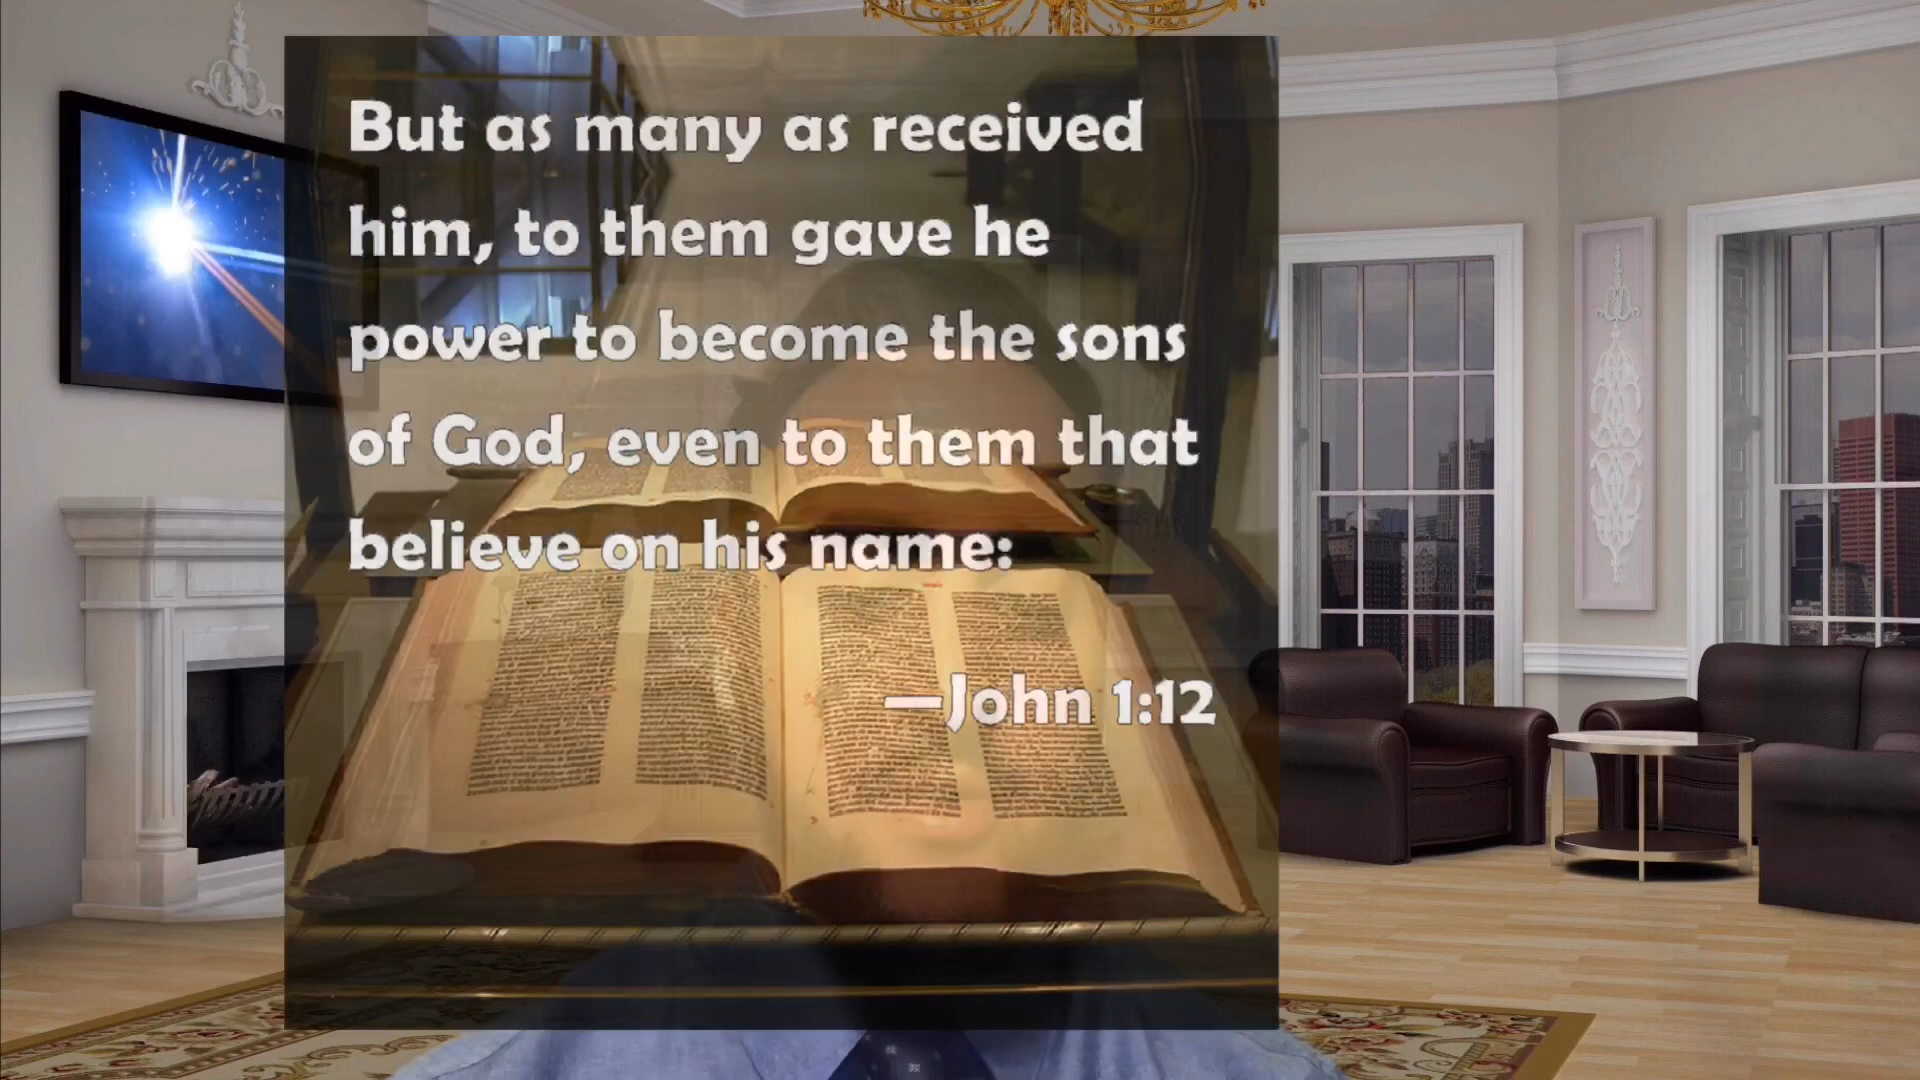 But as many as received
him, to them gave he
power to become the sons
of God, even to them that
believe on his name:
—John 1:12